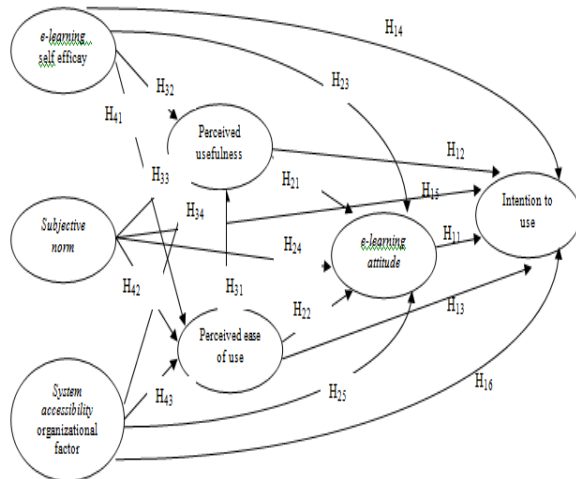 e-learning
self efficay
H14
H32
H23
H41
Perceived
usefulness
H12
H33
H21
H15
Intention to
use
Subjective
norm
H34
H24
e-learning
attitude
H11
H42
H31
H22
H13
Perceived ease
of use
System
accessibility
organizational
factor
H43
H25
H16